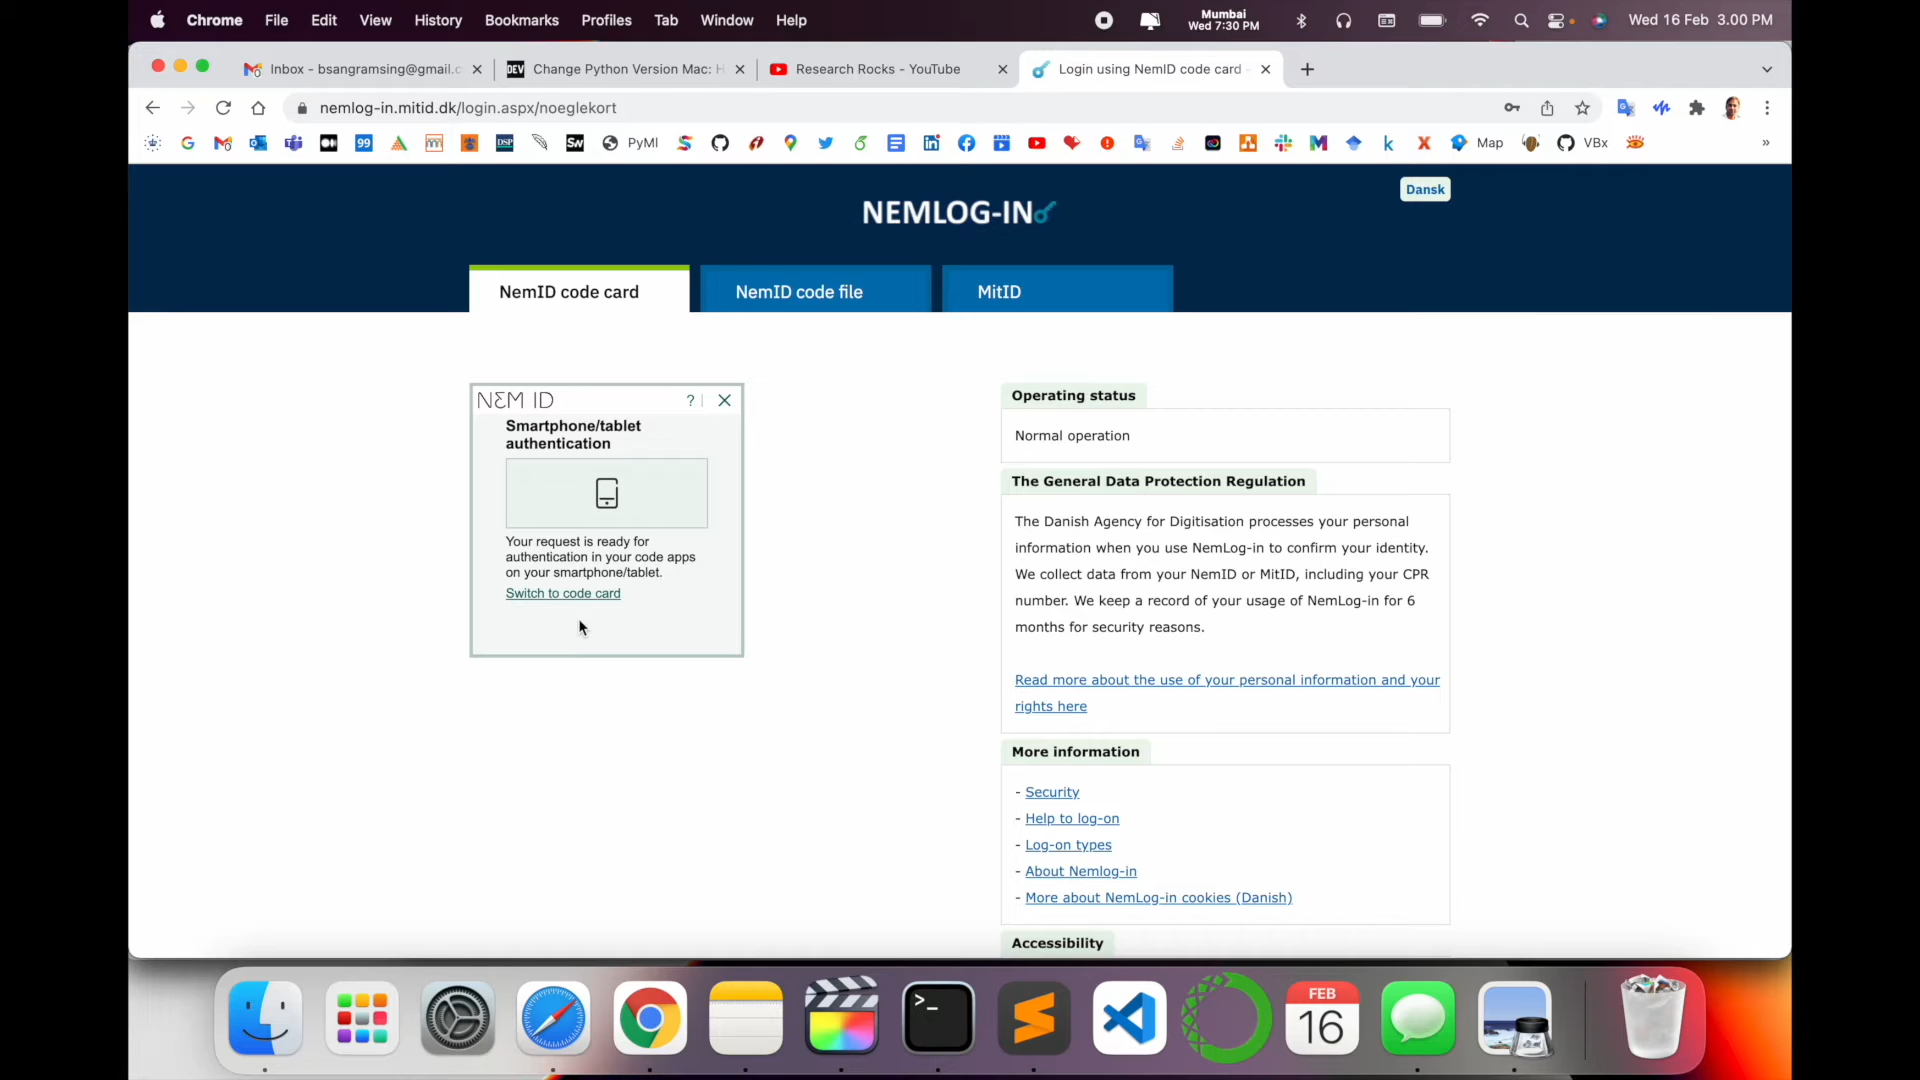 Chrome File Edit View History Bookmarks Profiles Tab Window Help
Mumbai
Wed 7:30 PM
Wed 16 Feb 3.00 PM
Inbox - bsangramsing@gmail.c
DEV Change Python Version Mac: H
Research Rocks - YouTube
Login using NemID code card -
nemlog-in.mitid.dk/login.aspx/noeglekort
99
DSP
SW
PyMI
Map
VBx
Dansk
NEMLOG-IN
NemID code card
NemID code file
MitID
NEM ID ?
Smartphone/tablet
authentication
Your request is ready for
authentication in your code apps
on your smartphone/tablet.
Switch to code card
Operating status
Normal operation
The General Data Protection Regulation
The Danish Agency for Digitisation processes your personal
information when you use NemLog-in to confirm your identity.
We collect data from your NemID or MitID, including your CPR
number. We keep a record of your usage of NemLog-in for 6
months for security reasons.
Read more about the use of your personal information and your
rights here
More information
- Security
- Help to log-on
- Log-on types
- About Nemlog-in
- More about NemLog-in cookies (Danish)
Accessibility
FEB
16